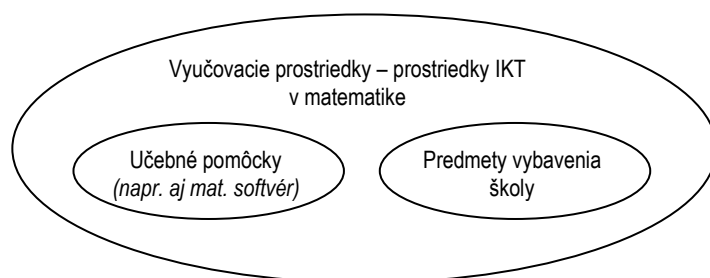 Vyučovacie prostriedky – prostriedky IKT
v matematike
Učebné pomôcky
(napr. aj mat. softvér)
Predmety vybavenia
školy